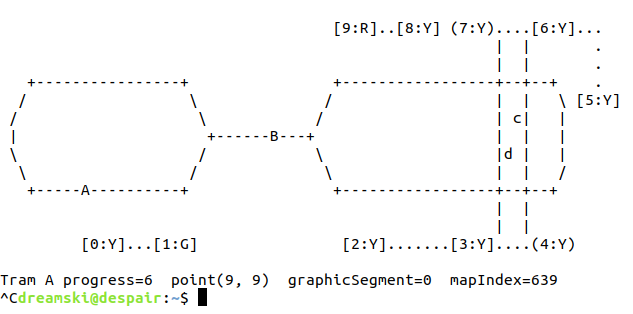 [9:R]..[8:Y] (7:Y)....[6:Y]...
                                                         |  |       .
                                                         |  |       .
   +-----------------+                +------------------+--+--+    .
  /                   \              /                   |  |   \ [5:Y]
 /                     \            /                    | c|   |
|                       +------B---+                     |  |   |
 \                     /            \                    |d |   |
  \                   /              \                   |  |   /
   +-----A-----------+                +------------------+--+--+
                                                         |  |
                                                         |  |
         [0:Y]...[1:G]                 [2:Y].......[3:Y]....(4:Y)
Tram A progress=6  point(9, 9)  graphicSegment=0  mapIndex=639
^Cdreamski@despair:~$